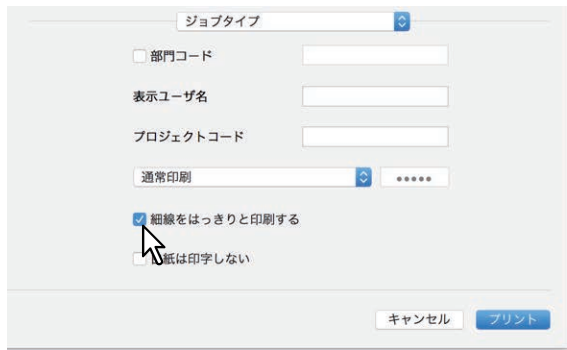 ジョブタイプ
部門コード
表示ユーザ名
プロジェクトコード
通常印刷 •••••
細線をはっきりと印刷する
紙は印字しない
キャンセル プリント